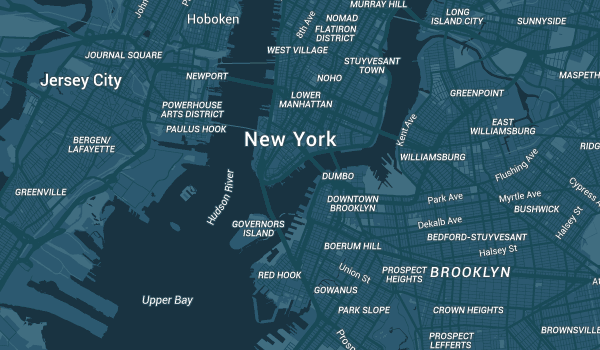 MURRAY HILL
LONG
ISLAND CITY
SUNNYSIDE
Hoboken
8th Ave
NOMAD
FLATIRON
DISTRICT
JOURNAL SQUARE
WEST VILLAGE
STUYVESANT
TOWN
Jersey City
NEWPORT
NOHO
MASPETH
LOWER
MANHATTAN
GREENPOINT
POWERHOUSE
ARTS DISTRICT
PAULUS HOOK
Kent Ave
EAST
WILLIAMSBURG
New York
BERGEN/
LAFAYETTE
WILLIAMSBURG
Flushing Ave
DUMBO
GREENVILLE
Hudson River
DOWNTOWN
BROOKLYN
Park Ave
Myrtle Ave
BUSHWICK
Halsey St
GOVERNORS
ISLAND
Dekalb Ave
BEDFORD-STUYVESANT
BOERUM HILL
Halsey St
RED HOOK
Union St
PROSPECT
HEIGHTS
BROOKLYN
GOWANUS
Upper Bay
PARK SLOPE
CROWN HEIGHTS
BROWNSVILLE
PROSPECT
LEFFERTS